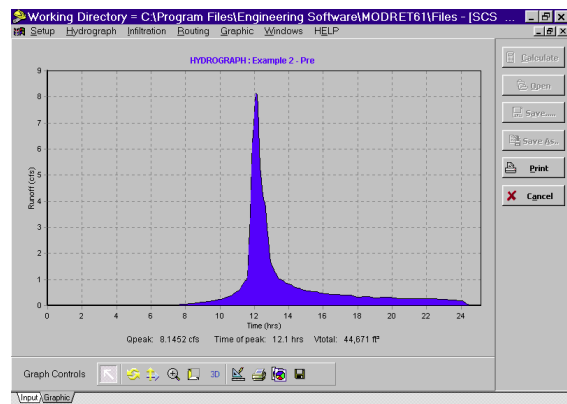 Working Directory = C:\Program Files\Engineering Software\MODRET61\Files - [SCS ...
Setup Hydrograph Infiltration Routing Graphic Windows HELP
HYDROGRAPH : Example 2 - Pre
Runoff (cfs)
9
8
7
6
5
4
3
2
1
0
0 2 4 6 8 10 12 14 16 18 20 22 24
Time (hrs)
Qpeak: 8.1452 cfs Time of peak: 12.1 hrs Vtotal: 44,671 ft³
Calculate
Open
Save.....
Save As..
Print
Cancel
Graph Controls 3D
Input Graphic